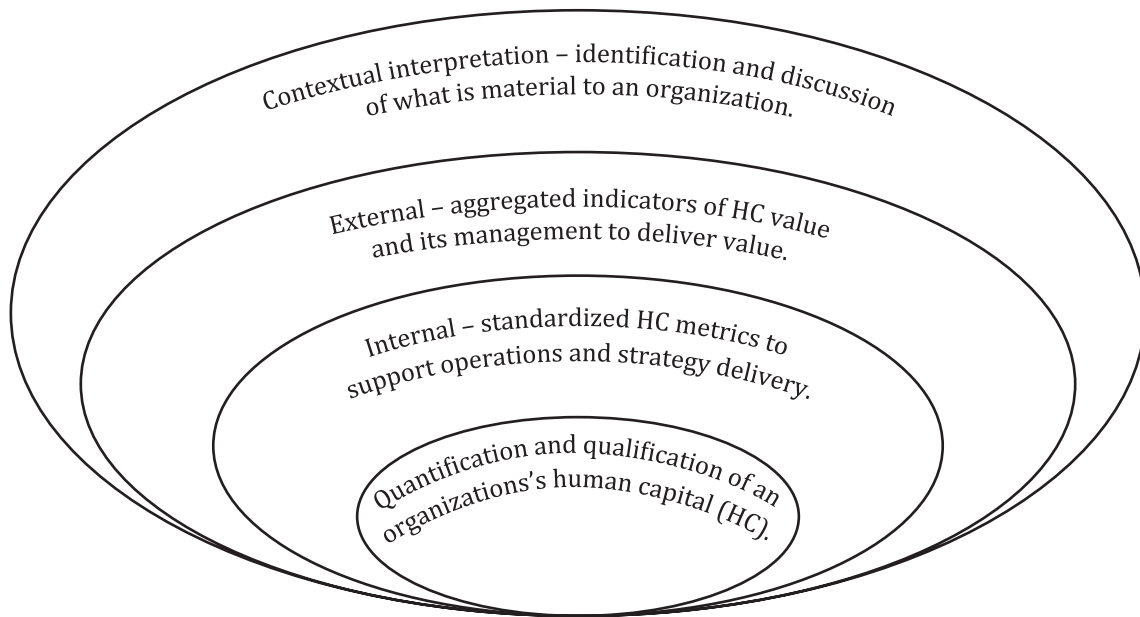 Contextual interpretation – identification and discussion
of what is material to an organization.
External – aggregated indicators of HC value
and its management to deliver value.
Internal – standardized HC metrics to
support operations and strategy delivery.
Quantification and qualification of an
organizations's human capital (HC).